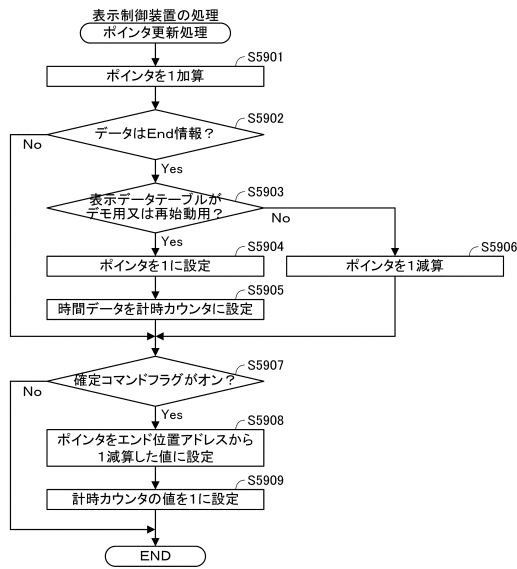 表示制御装置の処理
ポインタ更新処理
S5901
ポインタを1加算
S5902
データはEnd情報？
No
Yes
S5903
表示データテーブルが
デモ用又は再始動用？
No
Yes
S5904
ポインタを1に設定
S5906
ポインタを1減算
S5905
時間データを計時カウンタに設定
S5907
確定コマンドフラグがオン？
No
Yes
S5908
ポインタをエンド位置アドレスから
1減算した値に設定
S5909
計時カウンタの値を1に設定
END